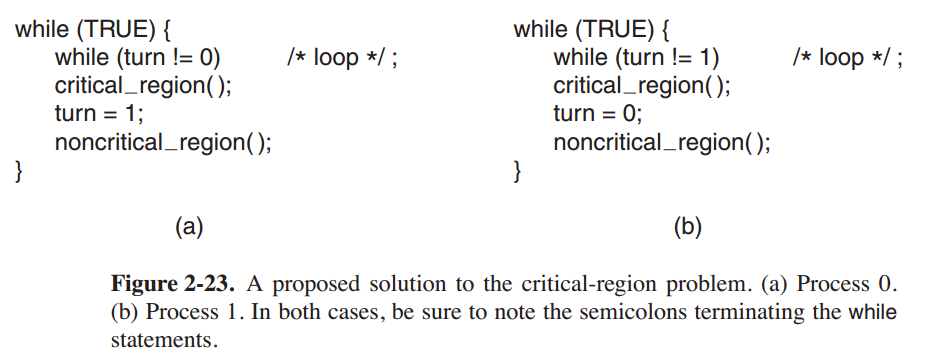 while (TRUE) {
while (turn != 0) /* loop */ ;
critical_region( );
turn = 1;
noncritical_region( );
}
(a)
while (TRUE) {
while (turn != 1) /* loop */ ;
critical_region( );
turn = 0;
noncritical_region( );
}
(b)
Figure 2-23. A proposed solution to the critical-region problem. (a) Process 0.
(b) Process 1. In both cases, be sure to note the semicolons terminating the while
statements.